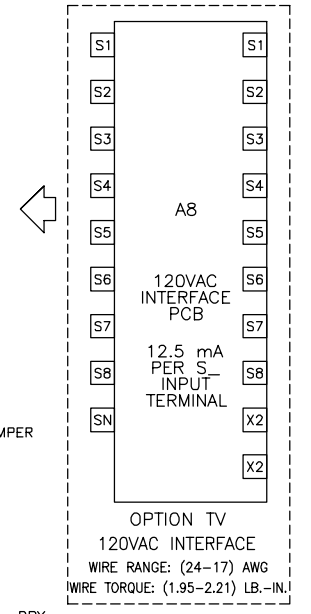 S1 S1
S2 S2
S3 S3
S4 S4
A8
S5 S5
S6 S6
120VAC
INTERFACE
PCB
S7 S7
12.5 mA
PER S_
S8 S8
INPUT
TERMINAL
SN X2
MPER
X2
OPTION TV
120VAC INTERFACE
WIRE RANGE: (24-17) AWG
WIRE TORQUE: (1.95-2.21) LB.-IN.